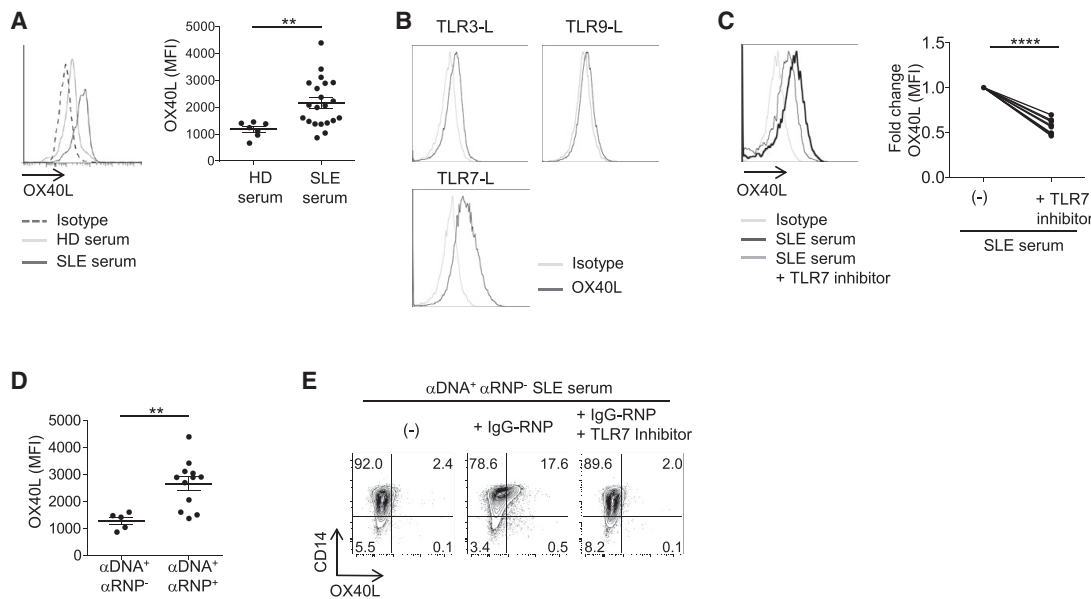 A
OX40L
Isotype
HD serum
SLE serum
**
OX40L (MFI)
5000
4000
3000
2000
1000
0
HD
serum
SLE
serum
B
TLR3-L
TLR9-L
TLR7-L
Isotype
OX40L
C
OX40L
Isotype
SLE serum
SLE serum
+ TLR7 inhibitor
****
Fold change
OX40L (MFI)
1.5
1.0
0.5
0.0
(-)
+ TLR7
inhibitor
SLE serum
D
**
OX40L (MFI)
5000
4000
3000
2000
1000
0
αDNA⁺
αRNP⁻
αDNA⁺
αRNP⁺
E
αDNA⁺ αRNP⁻ SLE serum
(-)
+ IgG-RNP
+ IgG-RNP
+ TLR7 Inhibitor
92.0 2.4
5.5 0.1
78.6 17.6
3.4 0.5
89.6 2.0
8.2 0.1
CD14
OX40L